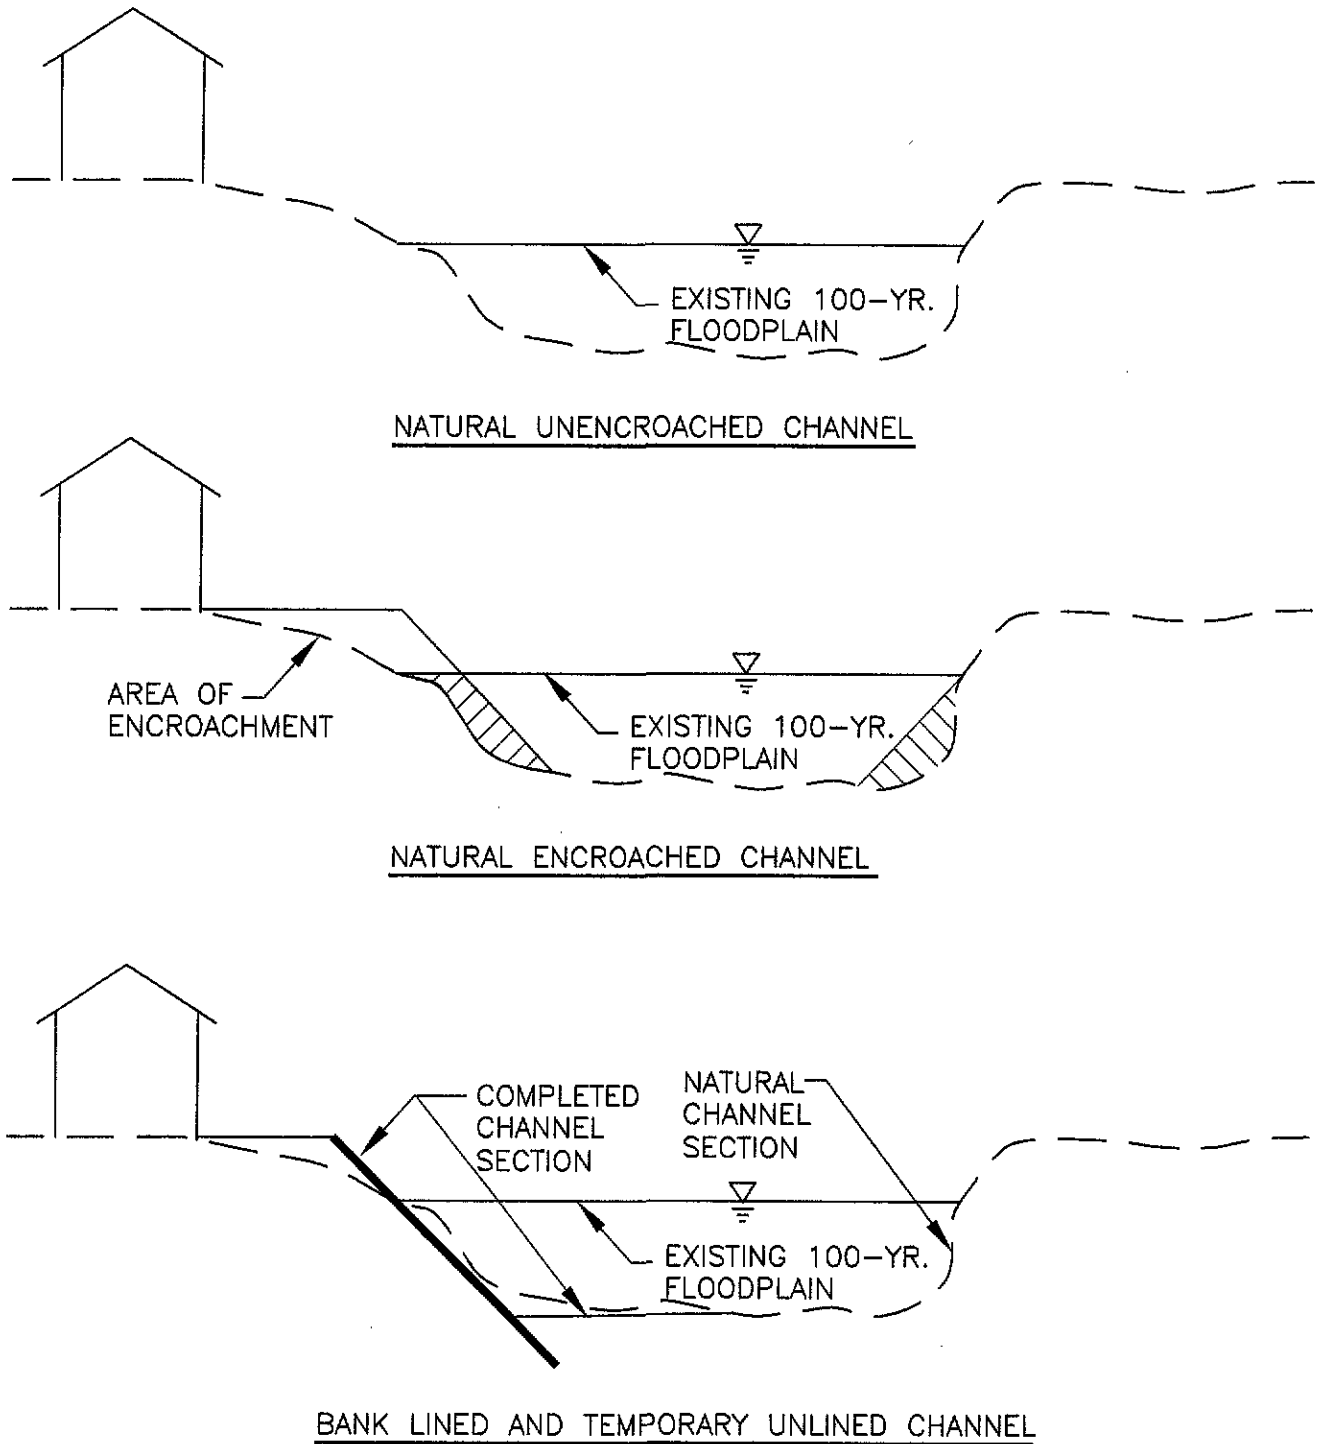 EXISTING 100-YR.
FLOODPLAIN
NATURAL UNENCROACHED CHANNEL
AREA OF
ENCROACHMENT
EXISTING 100-YR.
FLOODPLAIN
NATURAL ENCROACHED CHANNEL
COMPLETED
CHANNEL
SECTION
NATURAL
CHANNEL
SECTION
EXISTING 100-YR.
FLOODPLAIN
BANK LINED AND TEMPORARY UNLINED CHANNEL